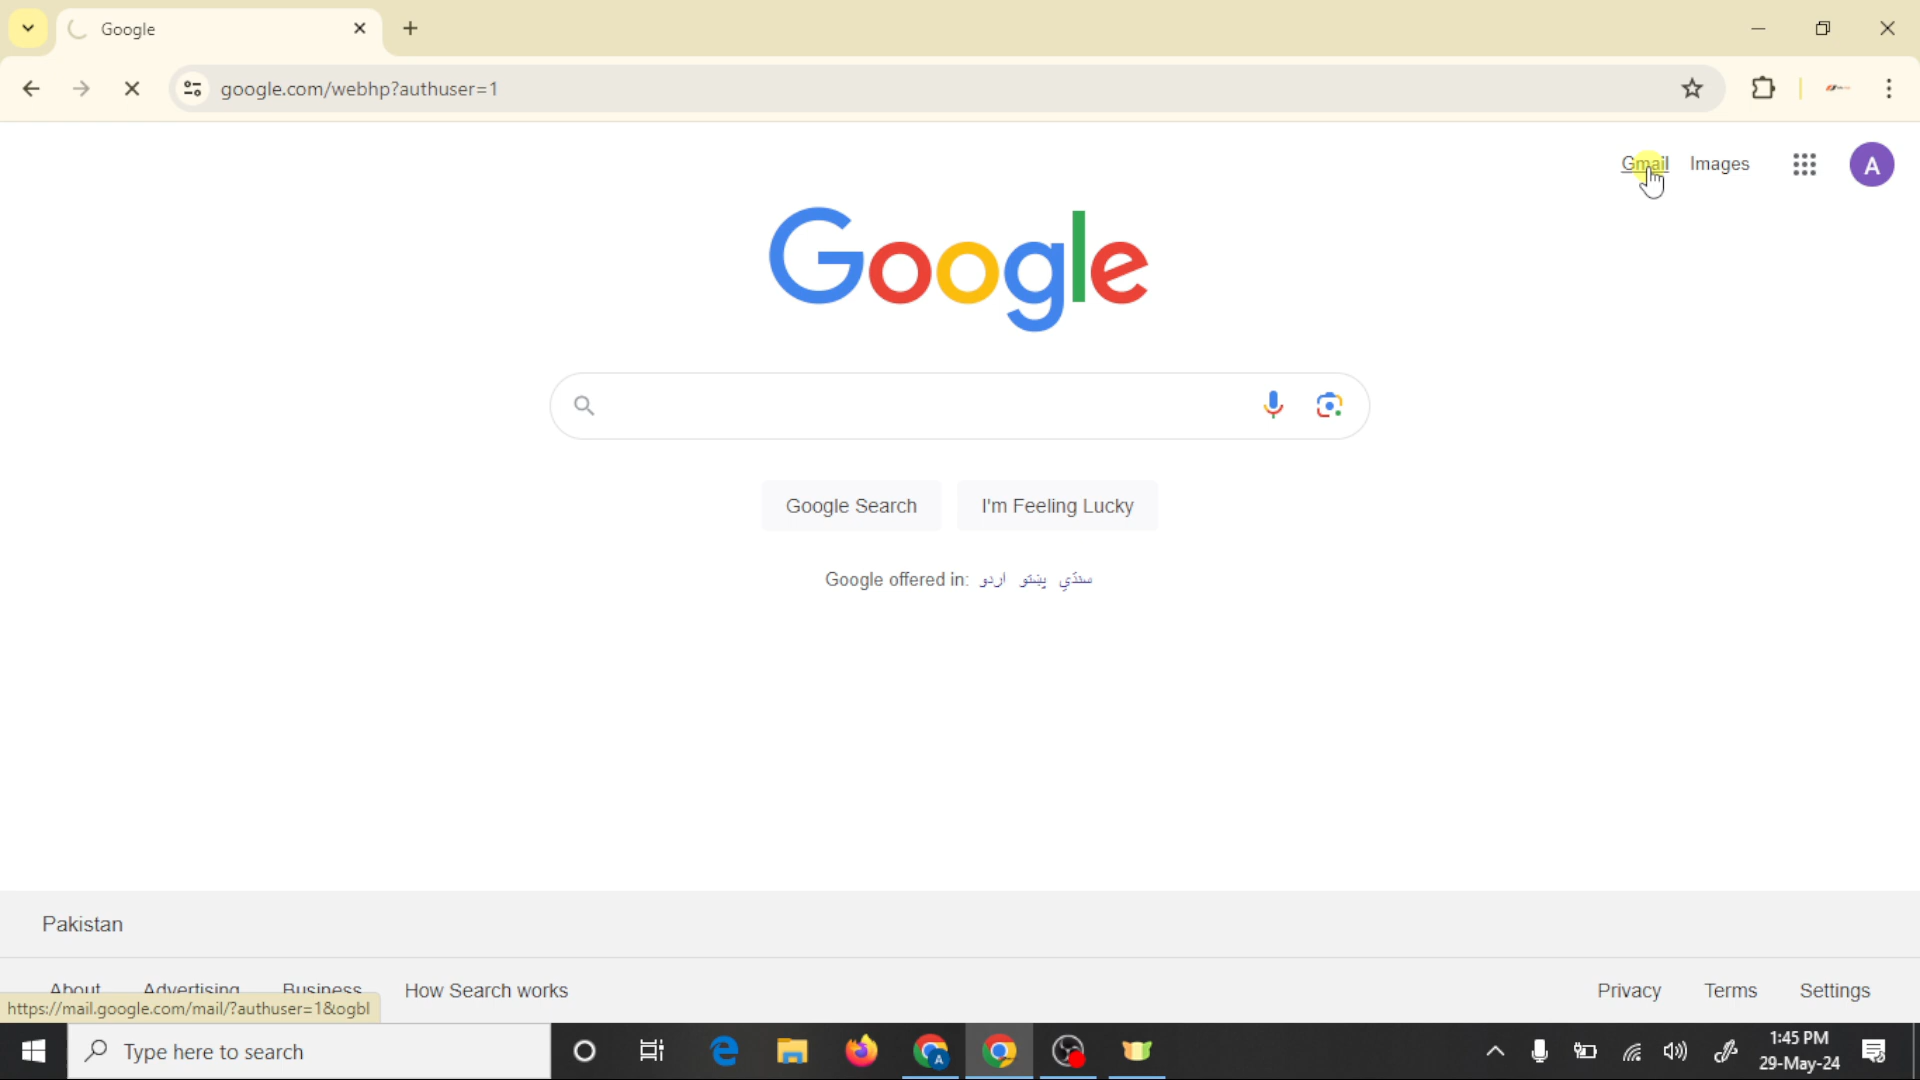 Google
google.com/webhp?authuser=1
Gmail Images A
Google
Google Search I'm Feeling Lucky
Google offered in: اردو پښتو سنڌي
Pakistan
About Advertising Business How Search works Privacy Terms Settings
https://mail.google.com/mail/?authuser=1&ogbl
Type here to search
A
1:45 PM
29-May-24